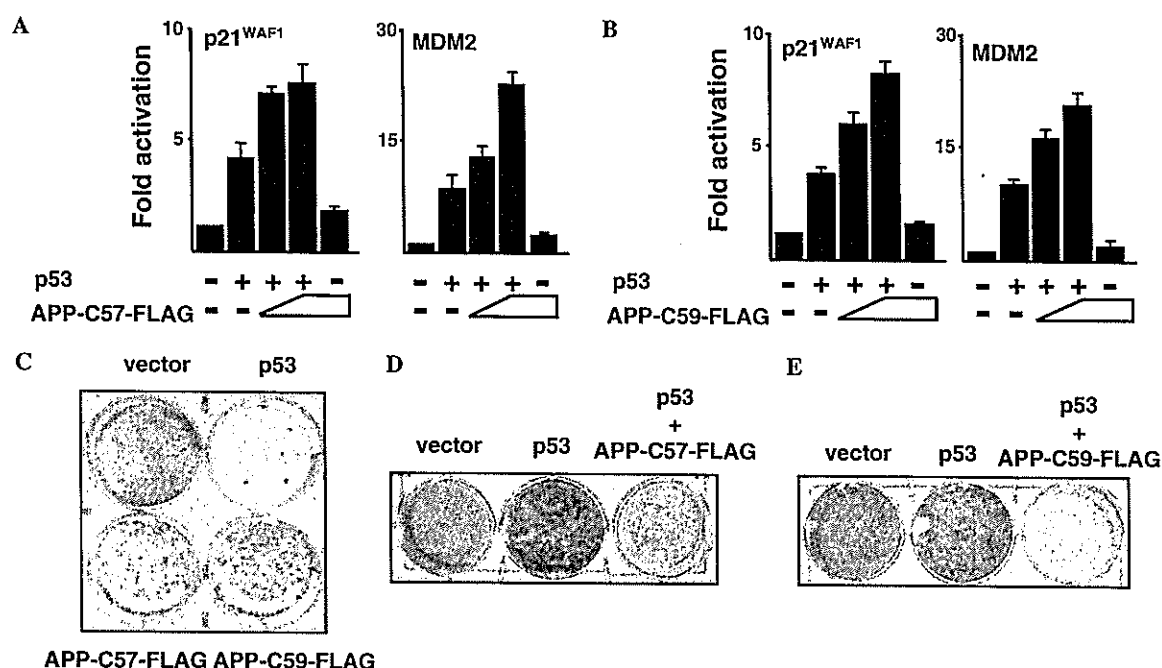 A
Fold activation
10
5
p21WAF1
30
15
MDM2
p53 - + + + - - + + + -
APP-C57-FLAG - - - -
B
Fold activation
10
5
p21WAF1
30
15
MDM2
p53 - + + + - - + + + -
APP-C59-FLAG - - - -
C
vector p53
APP-C57-FLAG APP-C59-FLAG
D
vector p53 p53
+
APP-C57-FLAG
E
vector p53 p53
+
APP-C59-FLAG